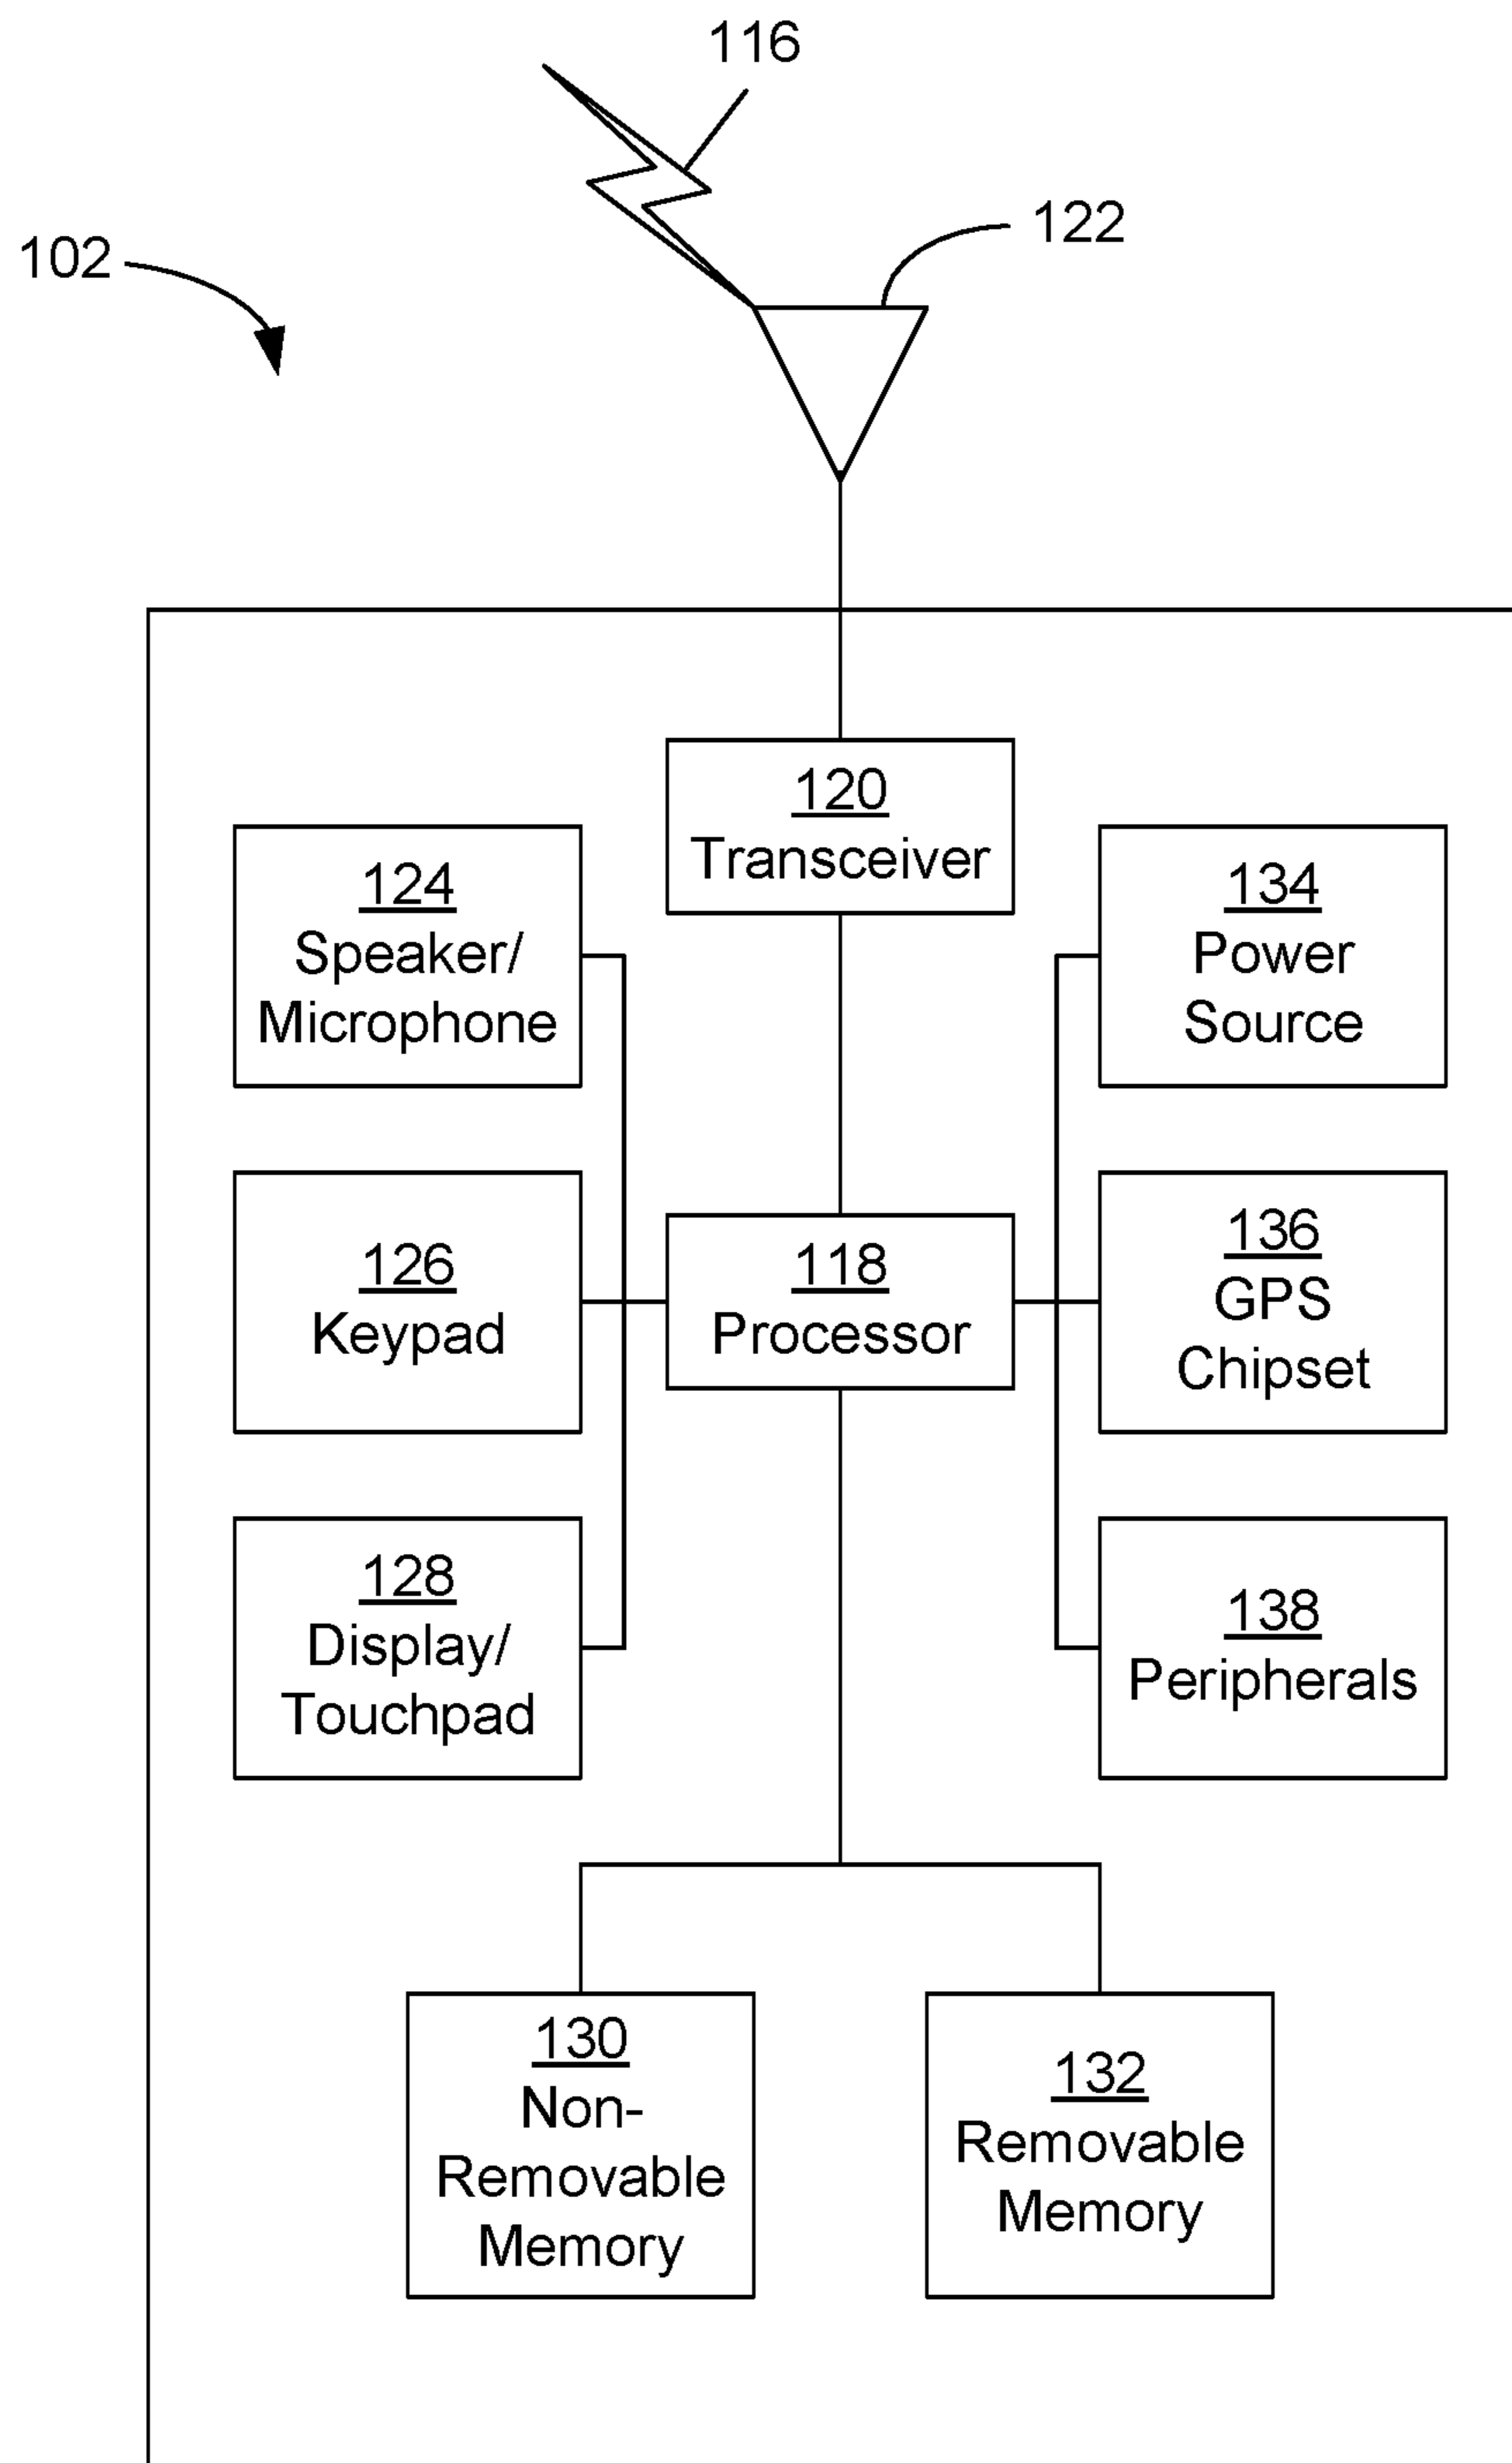 116
122
102
120
Transceiver
124
Speaker/
Microphone
134
Power
Source
126
Keypad
118
Processor
136
GPS
Chipset
128
Display/
Touchpad
138
Peripherals
130
Non-
Removable
Memory
132
Removable
Memory